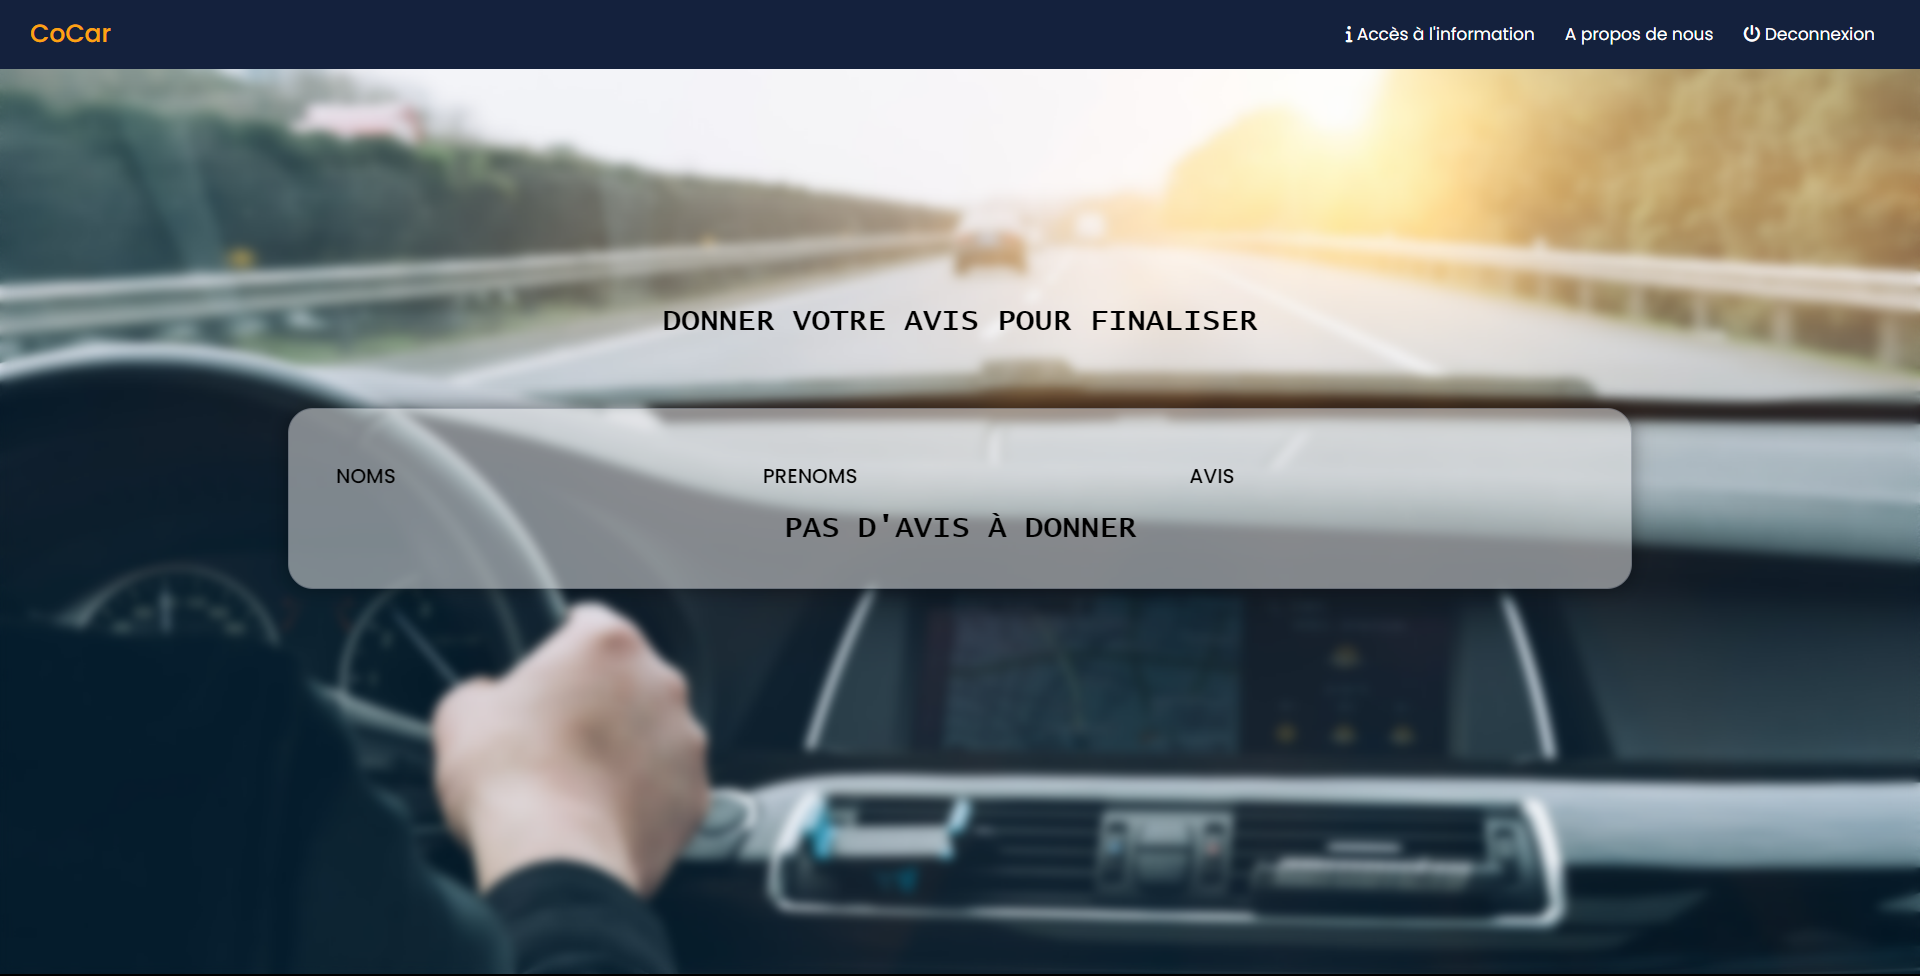 CoCar
Accès à l'information
A propos de nous
Deconnexion
DONNER VOTRE AVIS POUR FINALISER
NOMS
PRENOMS
AVIS
PAS D'AVIS À DONNER